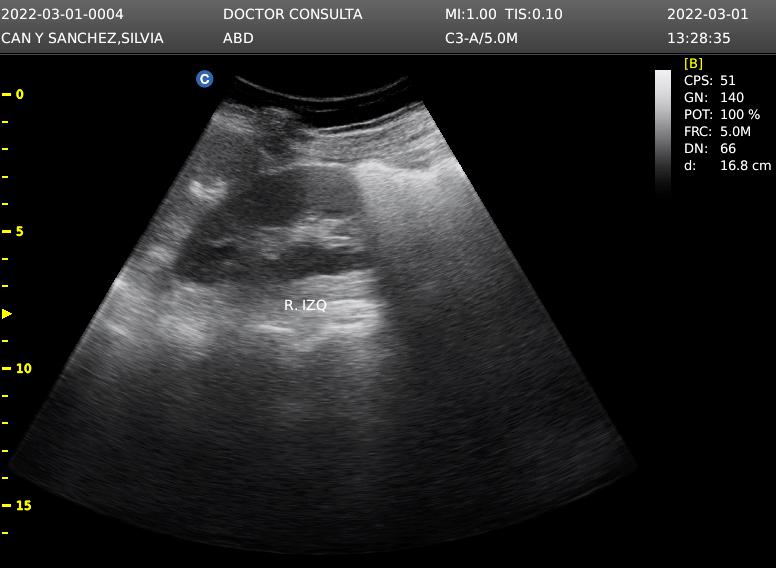 2022-03-01-0004 DOCTOR CONSULTA MI:1.00 TIS:0.10 2022-03-01
CAN Y SANCHEZ,SILVIA ABD C3-A/5.0M 13:28:35
[B]
CPS: 51
GN: 140
POT: 100 %
FRC: 5.0M
DN: 66
d: 16.8 cm
C
0
5
10
15
R. IZQ